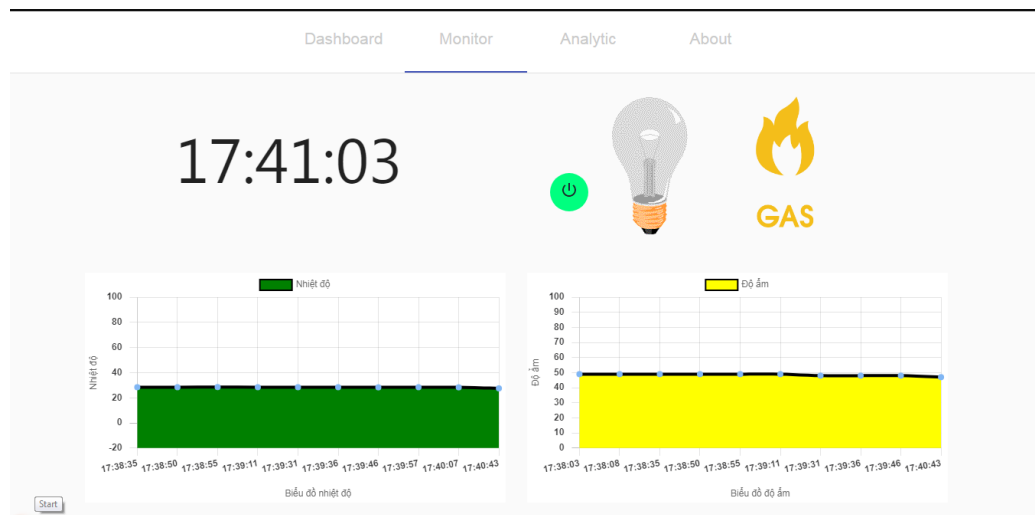 Dashboard Monitor Analytic About
17:41:03
GAS
Nhiệt độ
100
80
60
40
20
0
-20
Nhiệt độ
17:38:35 17:38:50 17:38:55 17:39:11 17:39:31 17:39:36 17:39:46 17:39:57 17:40:07 17:40:43
Biểu đồ nhiệt độ
Độ ẩm
100
90
80
70
60
50
40
30
20
10
0
Độ ẩm
17:38:03 17:38:08 17:38:35 17:38:50 17:38:55 17:39:11 17:39:31 17:39:36 17:39:46 17:40:43
Biểu đồ độ ẩm
Start